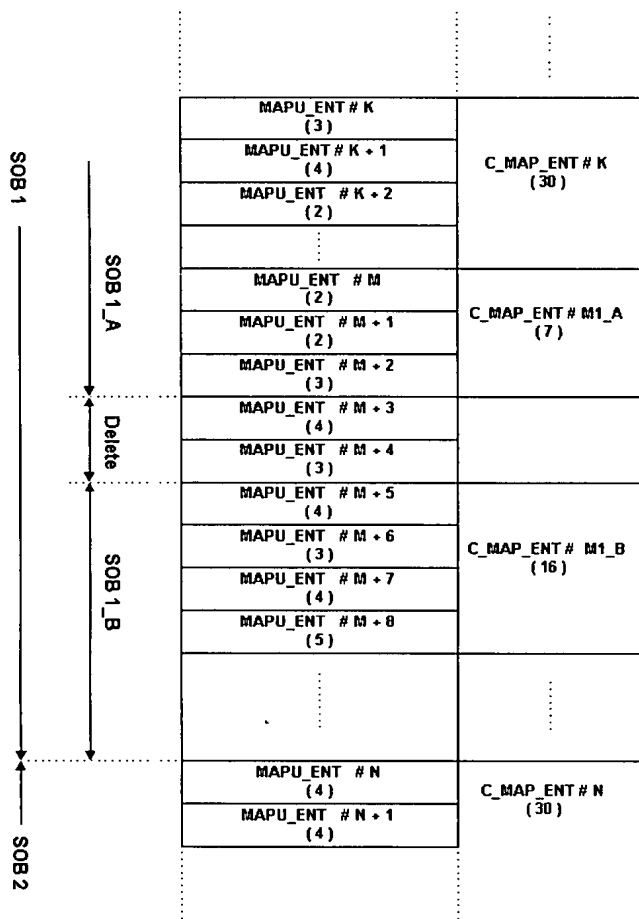 MAPU_ENT # K
(3)
MAPU_ENT # K + 1
(4)
MAPU_ENT # K + 2
(2)
MAPU_ENT # M
(2)
MAPU_ENT # M + 1
(2)
MAPU_ENT # M + 2
(3)
MAPU_ENT # M + 3
(4)
MAPU_ENT # M + 4
(3)
MAPU_ENT # M + 5
(4)
MAPU_ENT # M + 6
(3)
MAPU_ENT # M + 7
(4)
MAPU_ENT # M + 8
(5)
MAPU_ENT # N
(4)
MAPU_ENT # N + 1
(4)
C_MAP_ENT # K
(30)
C_MAP_ENT # M1_A
(7)
C_MAP_ENT # M1_B
(16)
C_MAP_ENT # N
(30)
SOB 1_A
Delete
SOB 1_B
SOB 1
SOB 2